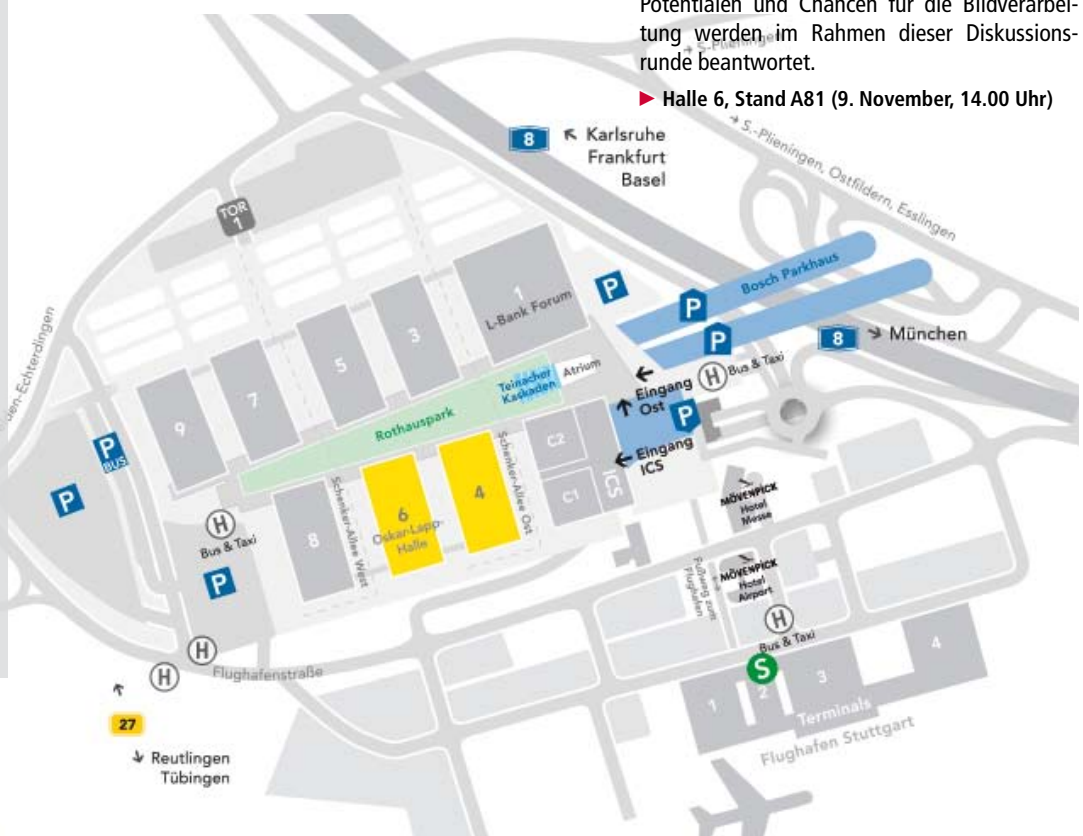 Potentialen und Chancen für die Bildverarbei-
tung werden im Rahmen dieser Diskussions-
runde beantwortet.
► Halle 6, Stand A81 (9. November, 14.00 Uhr)
→ S-Plieningen
→ S.-Plieningen, Ostfildern, Esslingen
8
↖ Karlsruhe
Frankfurt
Basel
TOR
1
1
L-Bank Forum
P
Bosch Parkhaus
P
P
8
↘ München
3
5
7
9
Teinacher
Kaskaden
Atrium
H
Bus & Taxi
← 
Eingang
Ost
P
Eingang
ICS
Rothauspark
-Echterdingen
P
BUS
P
C2
C1
ICS
Schenker-Allee Ost
4
6
Oskar-Lapp-
Halle
Schenker-Allee West
8
H
Bus & Taxi
P
MÖVENPICK
Hotel
Messe
MÖVENPICK
Hotel
Airport
Fußweg zum
Flughafen
H
Bus & Taxi
S
H
H
Flughafenstraße
27
Reutlingen
Tübingen
1
2
3
4
Terminals
Flughafen Stuttgart